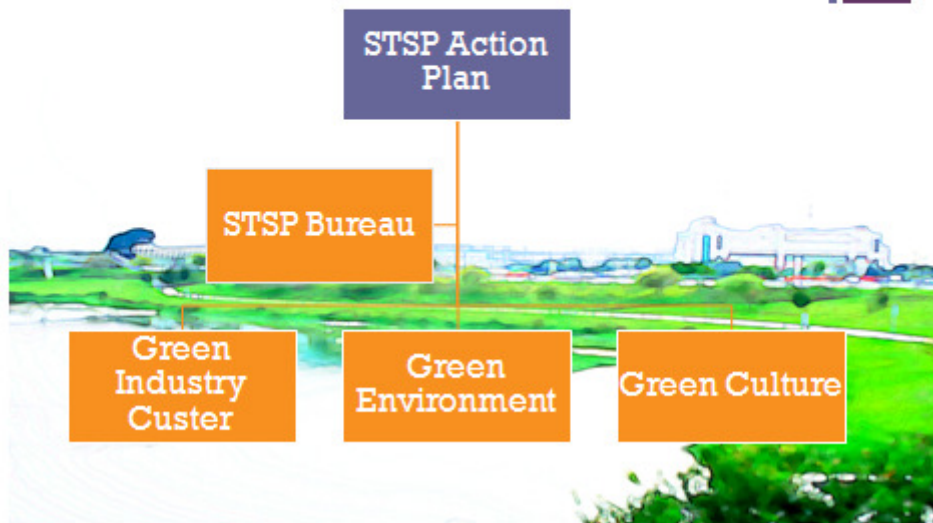 STSP Action
Plan
STSP Bureau
Green
Industry
Custer
Green
Environment
Green Culture